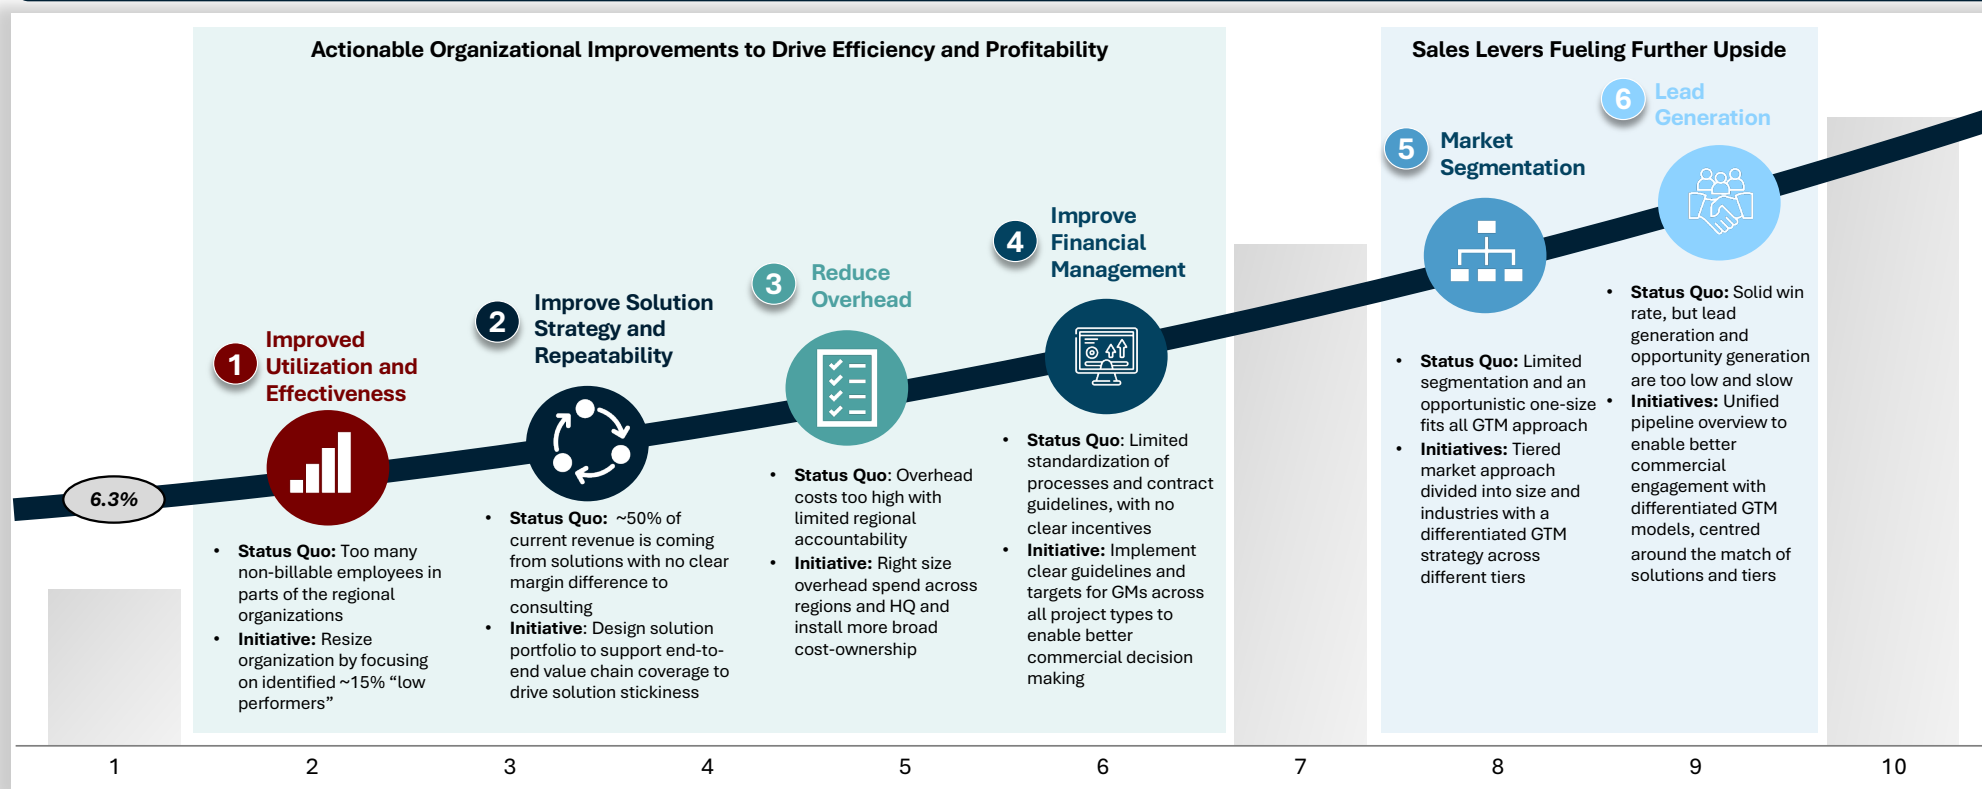 Actionable Organizational Improvements to Drive Efficiency and Profitability
Sales Levers Fueling Further Upside
6.3%
1
Improved
Utilization and
Effectiveness
• Status Quo: Too many
non-billable employees in
parts of the regional
organizations
• Initiative: Resize
organization by focusing
on identified ~15% “low
performers”
2
Improve Solution
Strategy and
Repeatability
• Status Quo: ~50% of
current revenue is coming
from solutions with no clear
margin difference to
consulting
• Initiative: Design solution
portfolio to support end-to-
end value chain coverage to
drive solution stickiness
3
Reduce
Overhead
• Status Quo: Overhead
costs too high with
limited regional
accountability
• Initiative: Right size
overhead spend across
regions and HQ and
install more broad
cost-ownership
4
Improve
Financial
Management
• Status Quo: Limited
standardization of
processes and contract
guidelines, with no
clear incentives
• Initiative: Implement
clear guidelines and
targets for GMs across
all project types to
enable better
commercial decision
making
5
Market
Segmentation
• Status Quo: Limited
segmentation and an
opportunistic one-size
fits all GTM approach
• Initiatives: Tiered
market approach
divided into size and
industries with a
differentiated GTM
strategy across
different tiers
6
Lead
Generation
• Status Quo: Solid win
rate, but lead
generation and
opportunity generation
are too low and slow
• Initiatives: Unified
pipeline overview to
enable better
commercial
engagement with
differentiated GTM
models, centred
around the match of
solutions and tiers
1 2 3 4 5 6 7 8 9 10